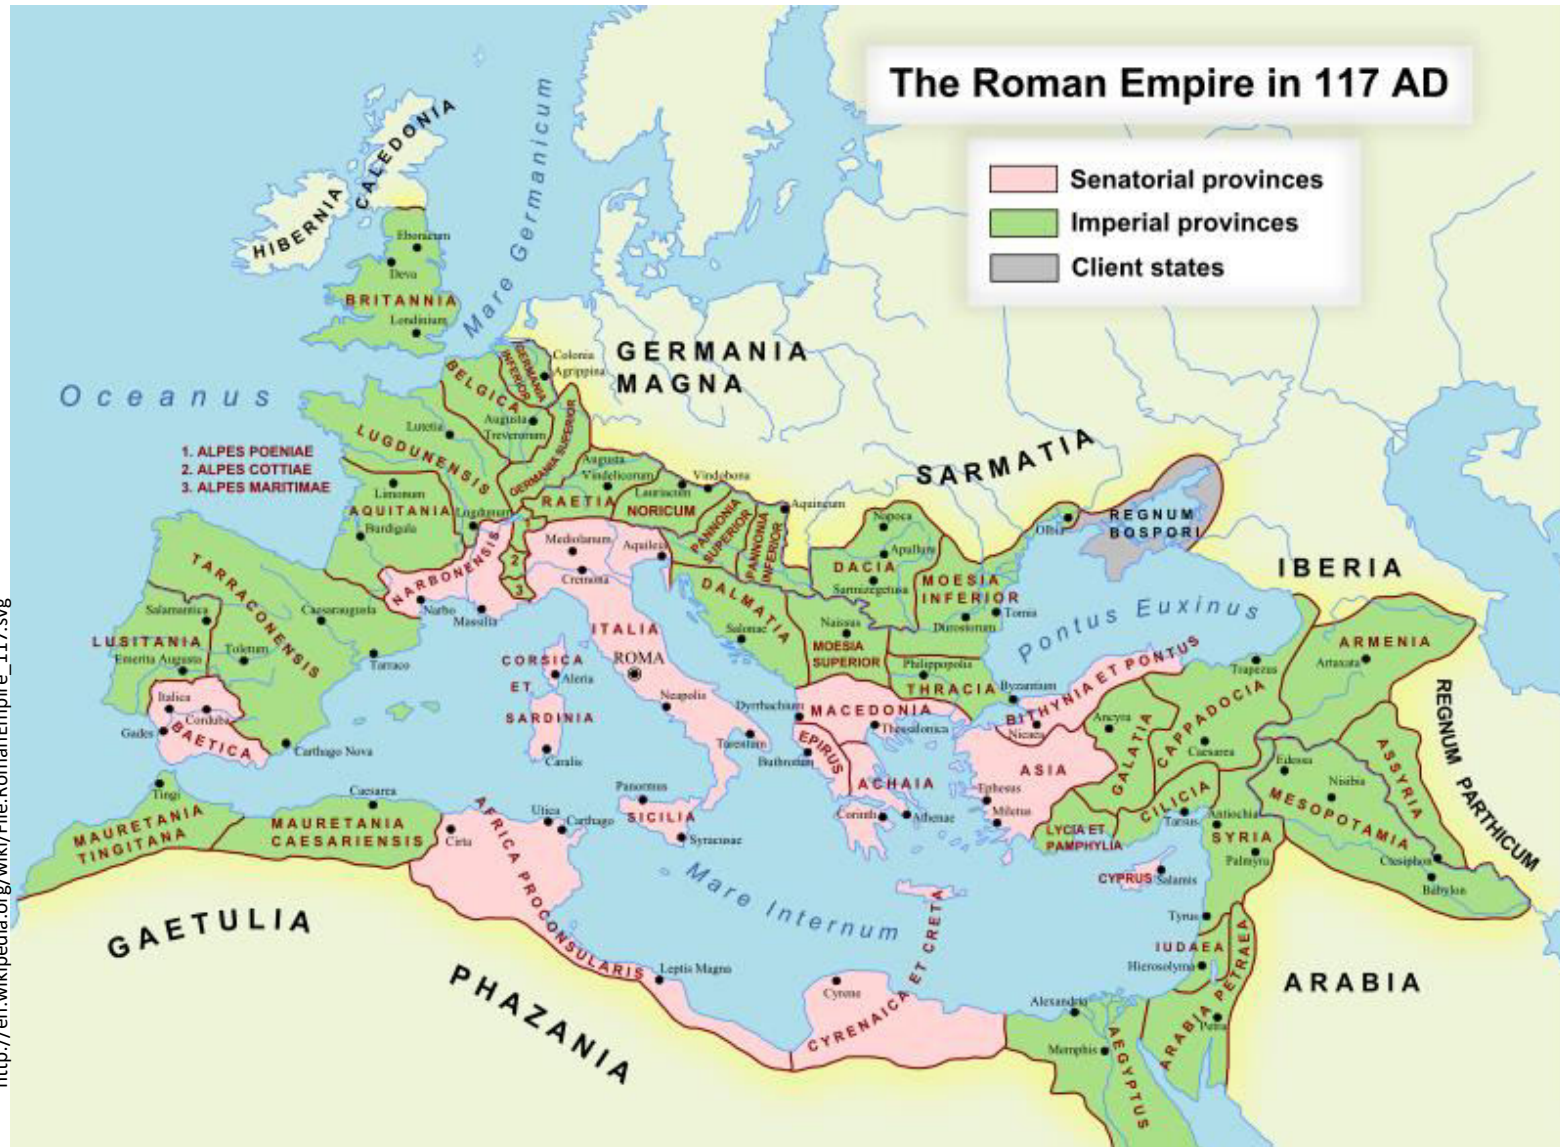 The Roman Empire in 117 AD
Senatorial provinces
Imperial provinces
Client states
CALEDONIA
HIBERNIA
Mare Germanicum
Eboracum
Deva
BRITANNIA
Londinium
Oceanus
GERMANIA
MAGNA
GERMANIA
INFERIOR
Colonia
Agrippina
BELGICA
Augusta
Treverorum
Lutetia
LUGDUNENSIS
GERMANIA SUPERIOR
1. ALPES POENIAE
2. ALPES COTTIAE
3. ALPES MARITIMAE
SARMATIA
Augusta
Vindelicorum
Vindobona
Lauriacum
RAETIA
NORICUM
Limonum
AQUITANIA
Lugdunum
Burdigala
PANNONIA
SUPERIOR
PANNONIA
INFERIOR
Aquincum
Napoca
Apullum
DACIA
Sarmizegetusa
Olbia
REGNUM
BOSPORI
IBERIA
1
2
3
Mediolanum
Aquileia
Cremona
NARBONENSIS
Narbo
Massilia
TARRACONENSIS
Salamantica
Caesaraugusta
LUSITANIA
Toletum
Emerita Augusta
Tarraco
ITALIA
ROMA
DALMATIA
Salonae
Naissus
MOESIA
SUPERIOR
MOESIA
INFERIOR
Tomis
Durostorum
Pontus Euxinus
ARMENIA
Artaxata
Trapezus
CORSICA
ET
SARDINIA
Aleria
Caralis
Neapolis
Tarentum
Dyrrhachium
Philippopolis
THRACIA
Byzantium
BITHYNIA ET PONTUS
Nicaea
Ancyra
GALATIA
CAPPADOCIA
Caesarea
REGNUM PARTHICUM
Italica
Corduba
Gades
BAETICA
Carthago Nova
MACEDONIA
Thessalonica
EPIRUS
Buthrotum
ACHAIA
Corinth
Athenae
ASIA
Ephesus
Miletus
LYCIA ET
PAMPHYLIA
CILICIA
Tarsus
Antiochia
SYRIA
Palmyra
Edessa
Nisibis
ASSYRIA
MESOPOTAMIA
Ctesiphon
Babylon
Tingi
MAURETANIA
TINGITANA
Caesarea
MAURETANIA
CAESARIENSIS
Cirta
Utica
Carthago
AFRICA PROCONSULARIS
Panormus
SICILIA
Syracusae
Mare Internum
CYPRUS
Salamis
Tyrus
IUDAEA
Hierosolyma
ARABIA PETRAEA
Petra
ARABIA
GAETULIA
PHAZANIA
Leptis Magna
Cyrene
CYRENAICA ET CRETA
Alexandria
Memphis
AEGYPTUS